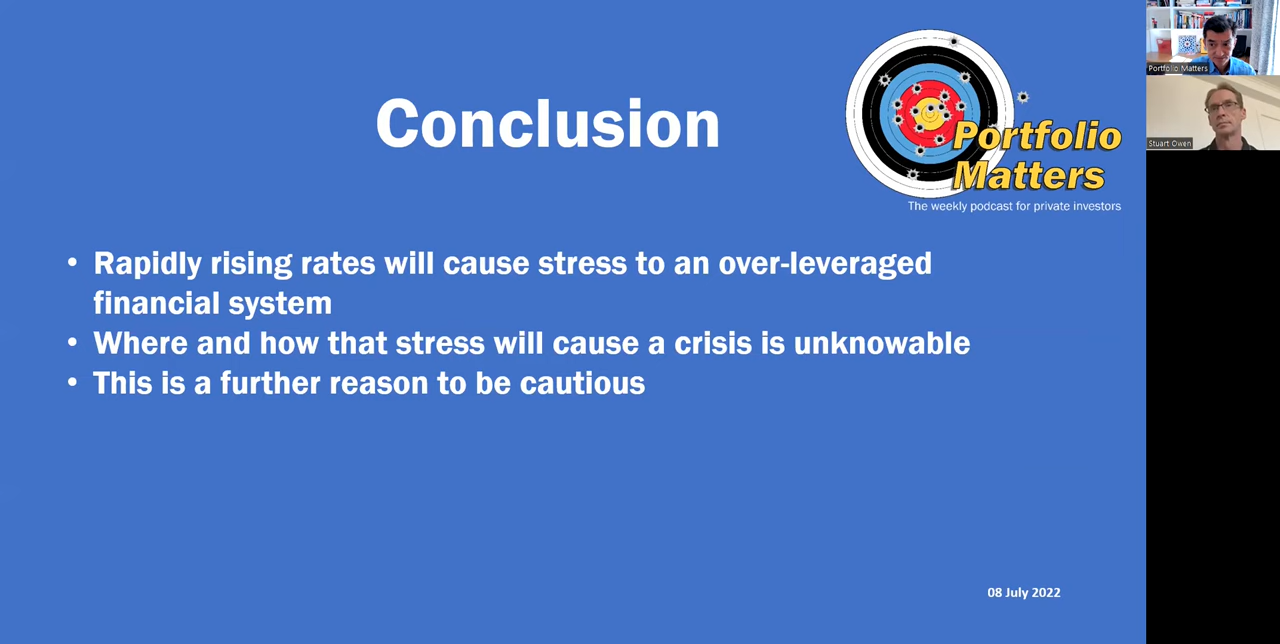 Conclusion
Portfolio
Matters
The weekly podcast for private investors
• Rapidly rising rates will cause stress to an over-leveraged
financial system
• Where and how that stress will cause a crisis is unknowable
• This is a further reason to be cautious
08 July 2022
Portfolio Matters
Stuart Owen